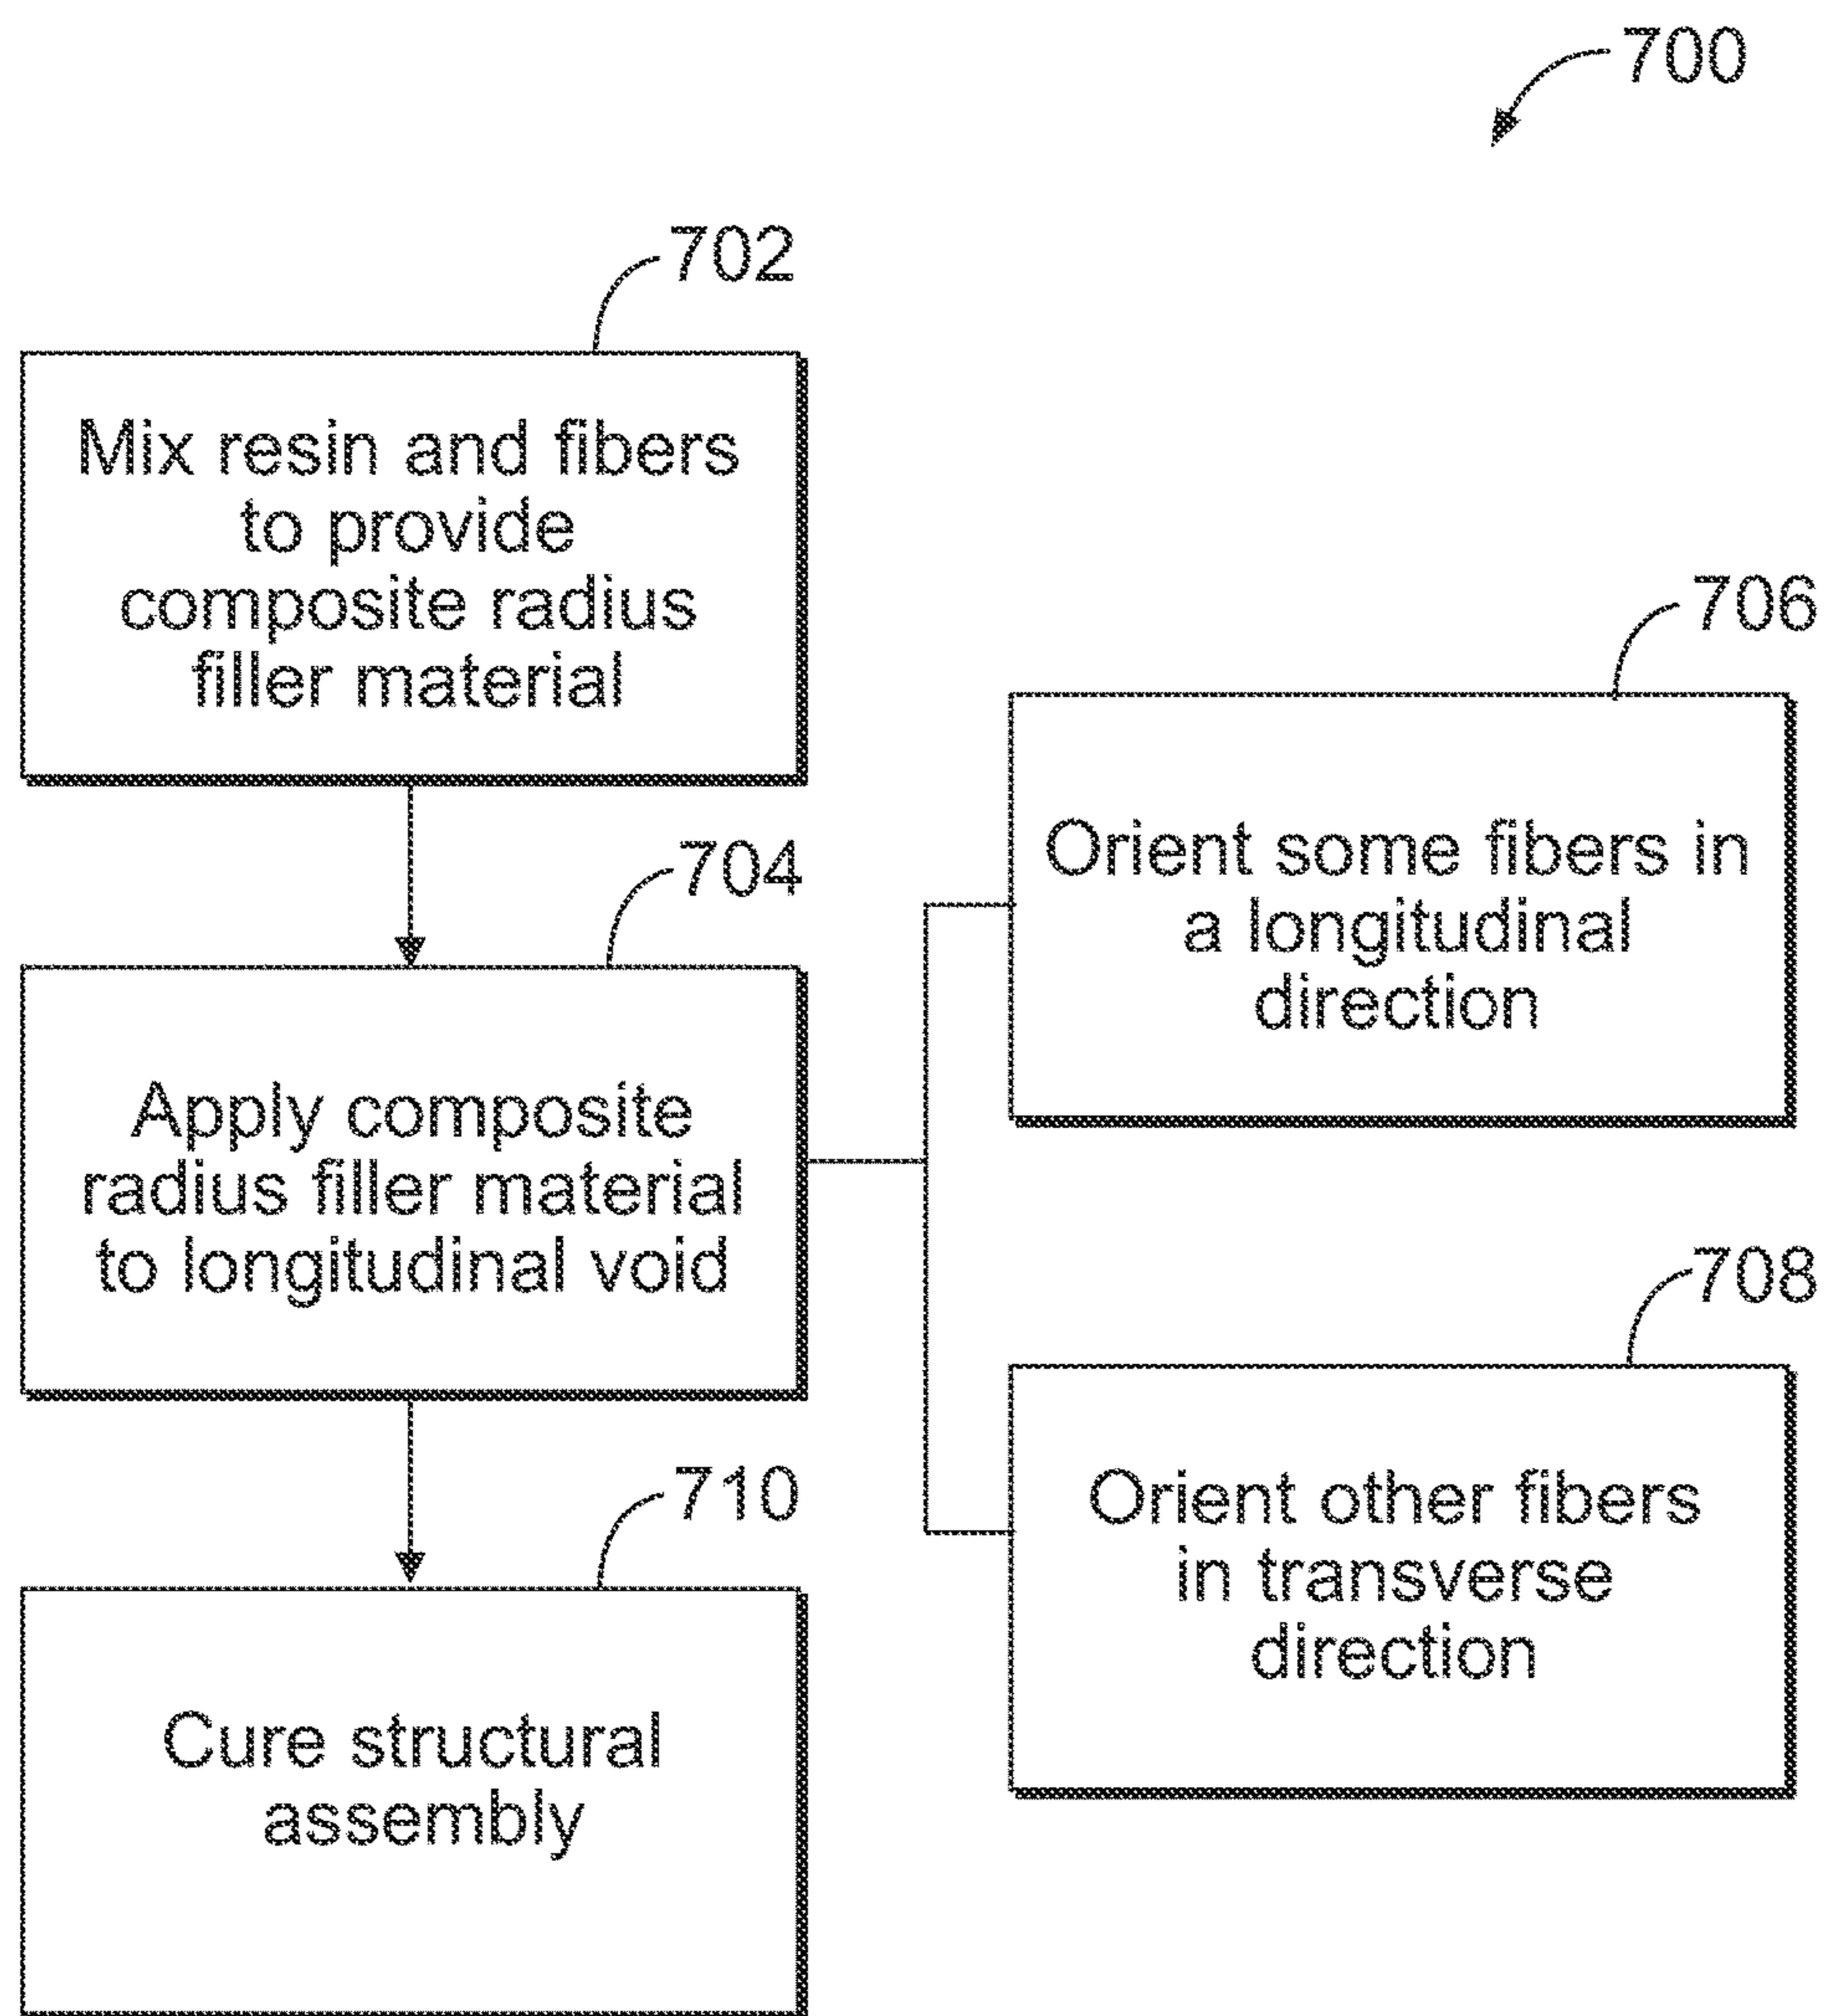 700
702
Mix resin and fibers
to provide
composite radius
filler material
704
Apply composite
radius filler material
to longitudinal void
706
Orient some fibers in
a longitudinal
direction
708
Orient other fibers
in transverse
direction
710
Cure structural
assembly